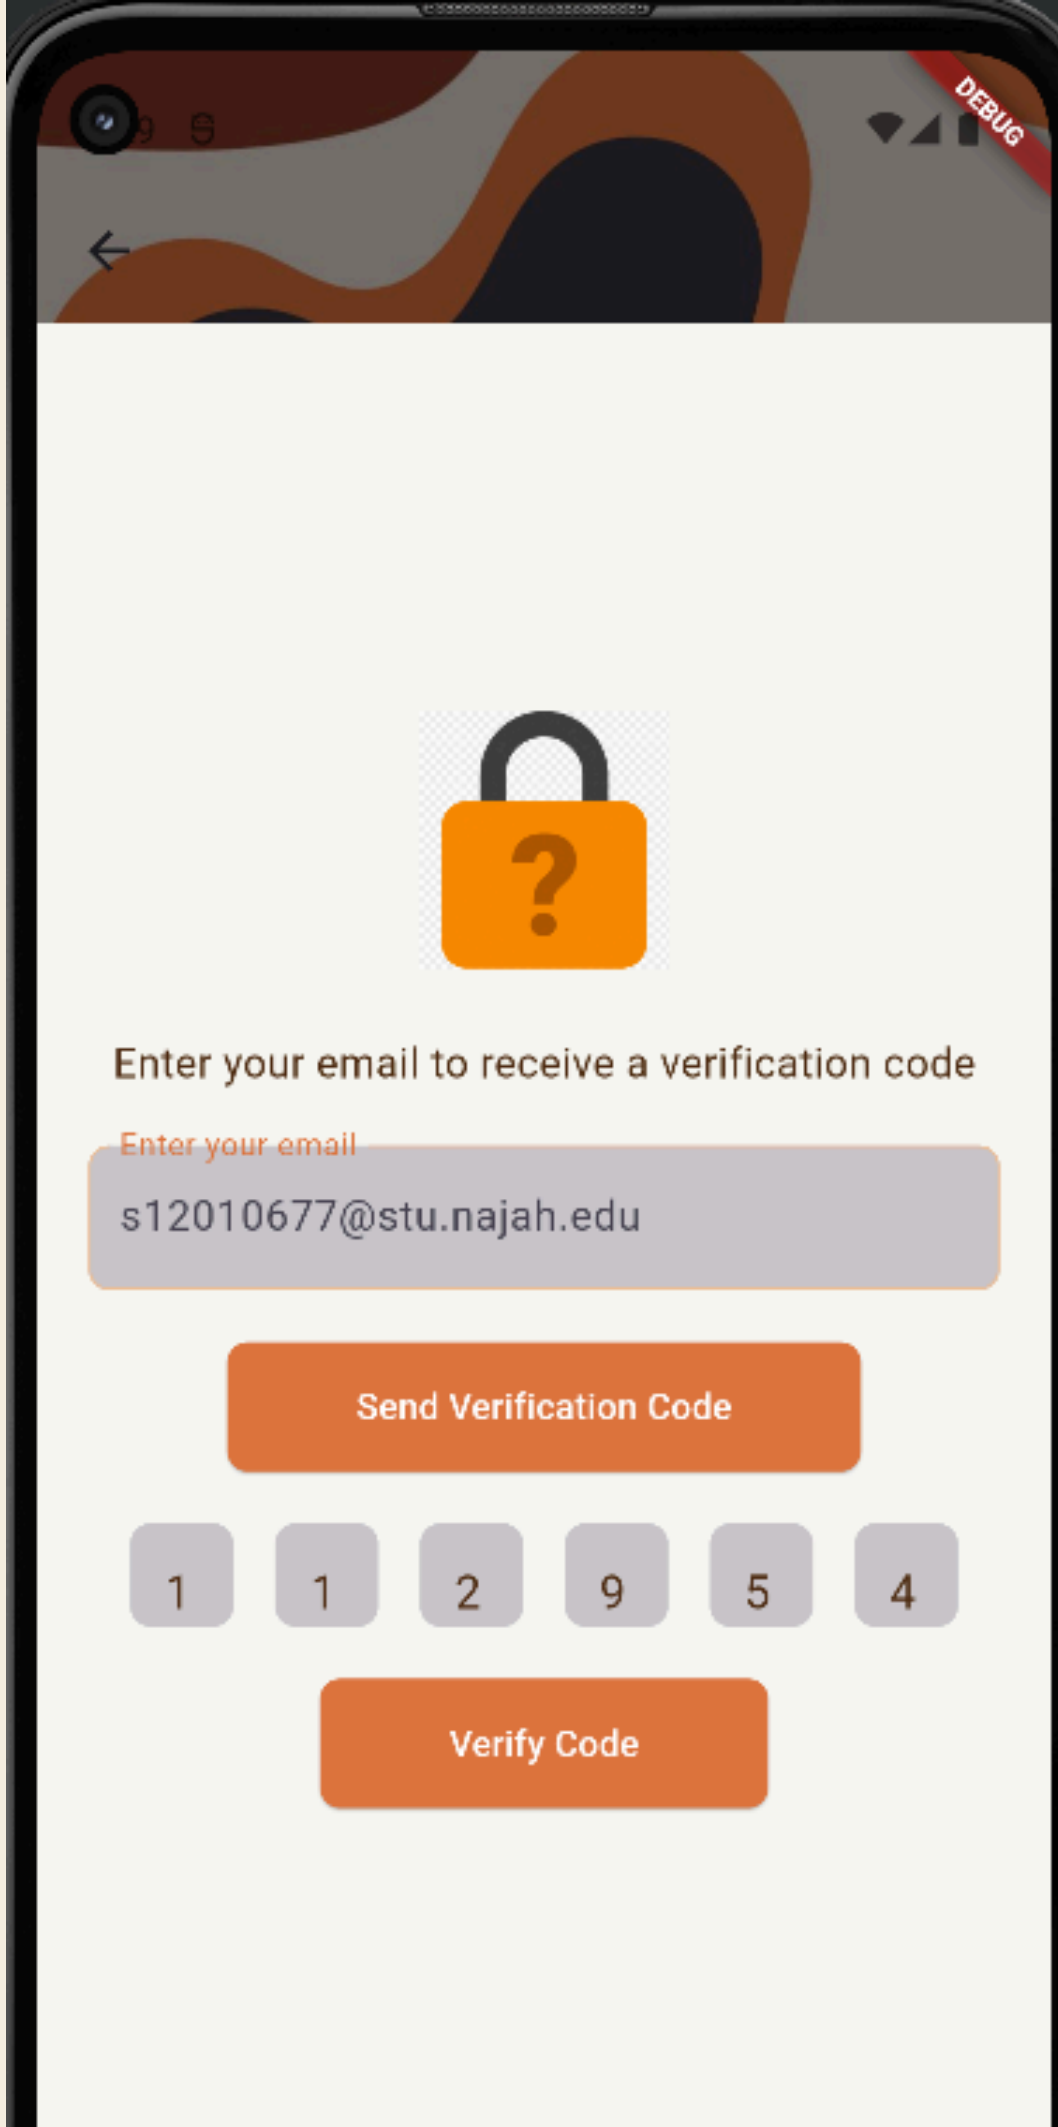 9
DEBUG
?
Enter your email to receive a verification code
Enter your email
s12010677@stu.najah.edu
Send Verification Code
1 1 2 9 5 4
Verify Code